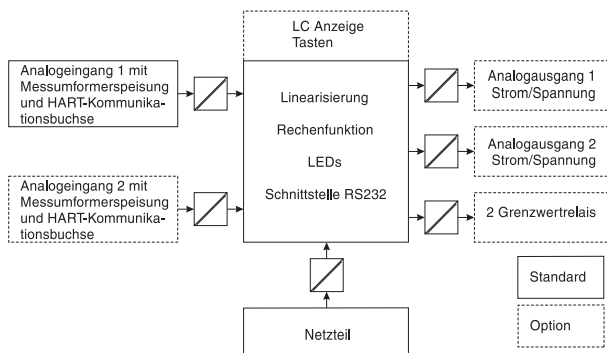 LC Anzeige
Tasten
Analogeingang 1 mit
Messumformerspeisung
und HART-Kommunika-
tionsbuchse
Linearisierung
Rechenfunktion
LEDs
Schnittstelle RS232
Analogausgang 1
Strom/Spannung
Analogausgang 2
Strom/Spannung
Analogeingang 2 mit
Messumformerspeisung
und HART-Kommunika-
tionsbuchse
2 Grenzwertrelais
Netzteil
Standard
Option